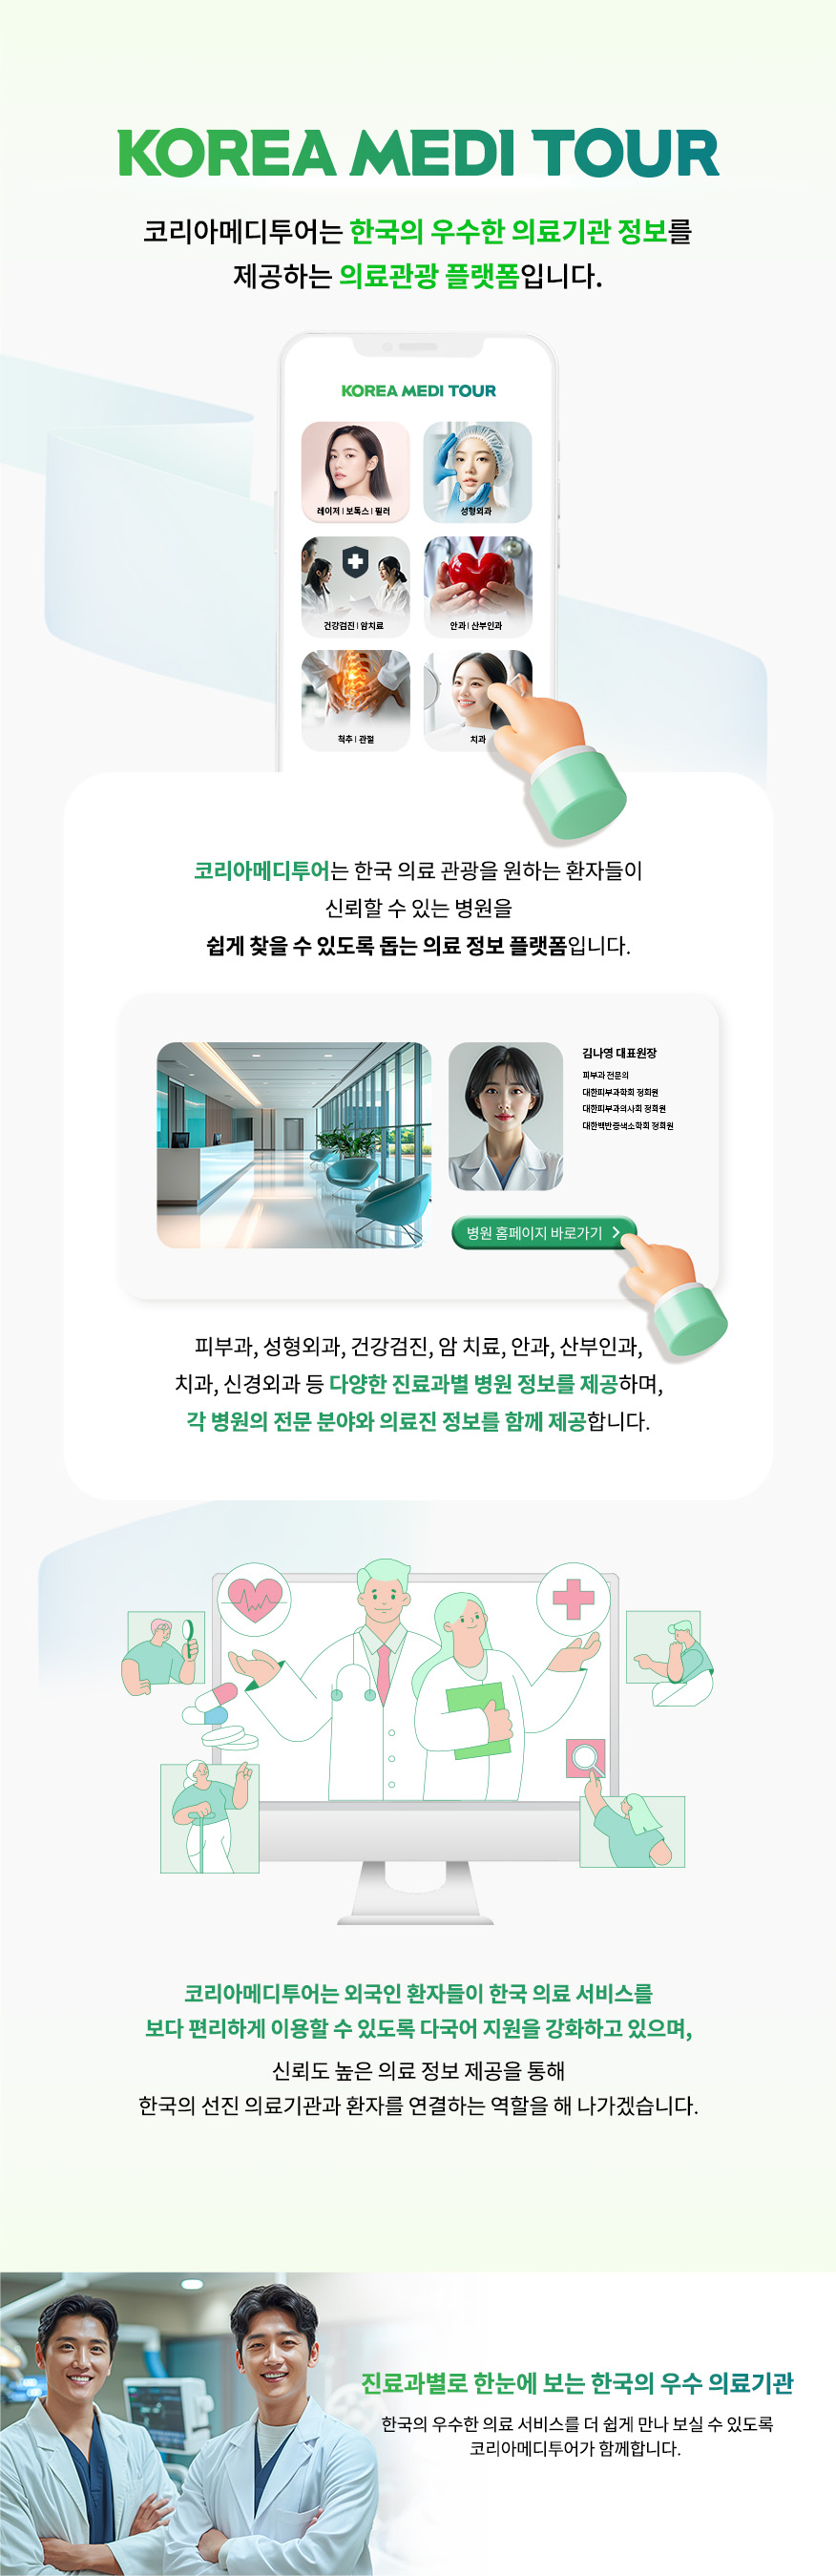 KOREA MEDI TOUR
코리아메디투어는 한국의 우수한 의료기관 정보를
제공하는 의료관광 플랫폼입니다.
KOREA MEDI TOUR
레이저 | 보톡스 | 필러
성형외과
건강검진 | 암치료
안과 | 산부인과
척추 | 관절
치과
코리아메디투어는 한국 의료 관광을 원하는 환자들이
신뢰할 수 있는 병원을
쉽게 찾을 수 있도록 돕는 의료 정보 플랫폼입니다.
김나영 대표원장
피부과 전문의
대한피부과학회 정회원
대한피부과의사회 정회원
대한백반증색소학회 정회원
병원 홈페이지 바로가기 >
피부과, 성형외과, 건강검진, 암 치료, 안과, 산부인과,
치과, 신경외과 등 다양한 진료과별 병원 정보를 제공하며,
각 병원의 전문 분야와 의료진 정보를 함께 제공합니다.
코리아메디투어는 외국인 환자들이 한국 의료 서비스를
보다 편리하게 이용할 수 있도록 다국어 지원을 강화하고 있으며,
신뢰도 높은 의료 정보 제공을 통해
한국의 선진 의료기관과 환자를 연결하는 역할을 해 나가겠습니다.
진료과별로 한눈에 보는 한국의 우수 의료기관
한국의 우수한 의료 서비스를 더 쉽게 만나 보실 수 있도록
코리아메디투어가 함께합니다.